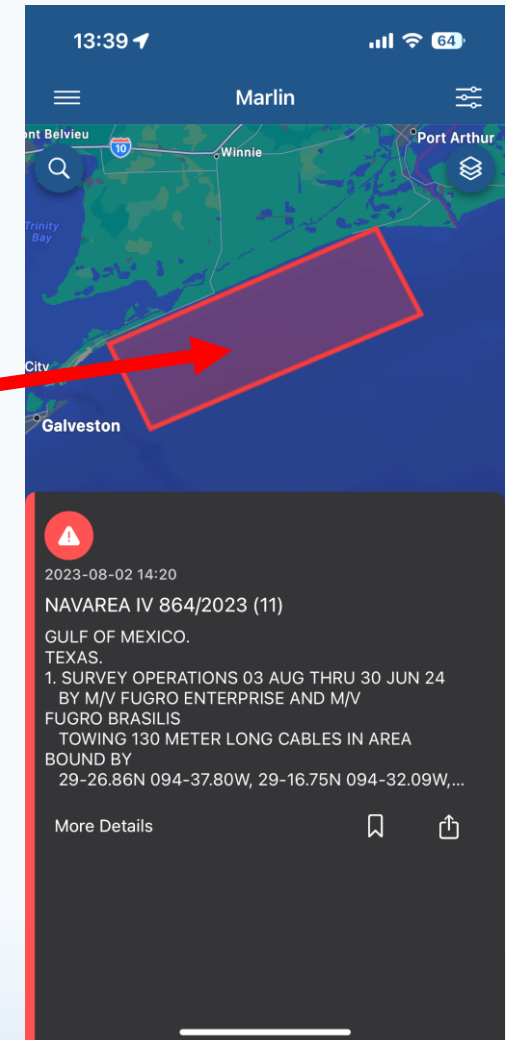 13:39
64
Marlin
ont Belvieu
10
Winnie
Port Arthur
Trinity
Bay
City
Galveston
2023-08-02 14:20
NAVAREA IV 864/2023 (11)
GULF OF MEXICO.
TEXAS.
1. SURVEY OPERATIONS 03 AUG THRU 30 JUN 24
BY M/V FUGRO ENTERPRISE AND M/V
FUGRO BRASILIS
TOWING 130 METER LONG CABLES IN AREA
BOUND BY
29-26.86N 094-37.80W, 29-16.75N 094-32.09W,...
More Details